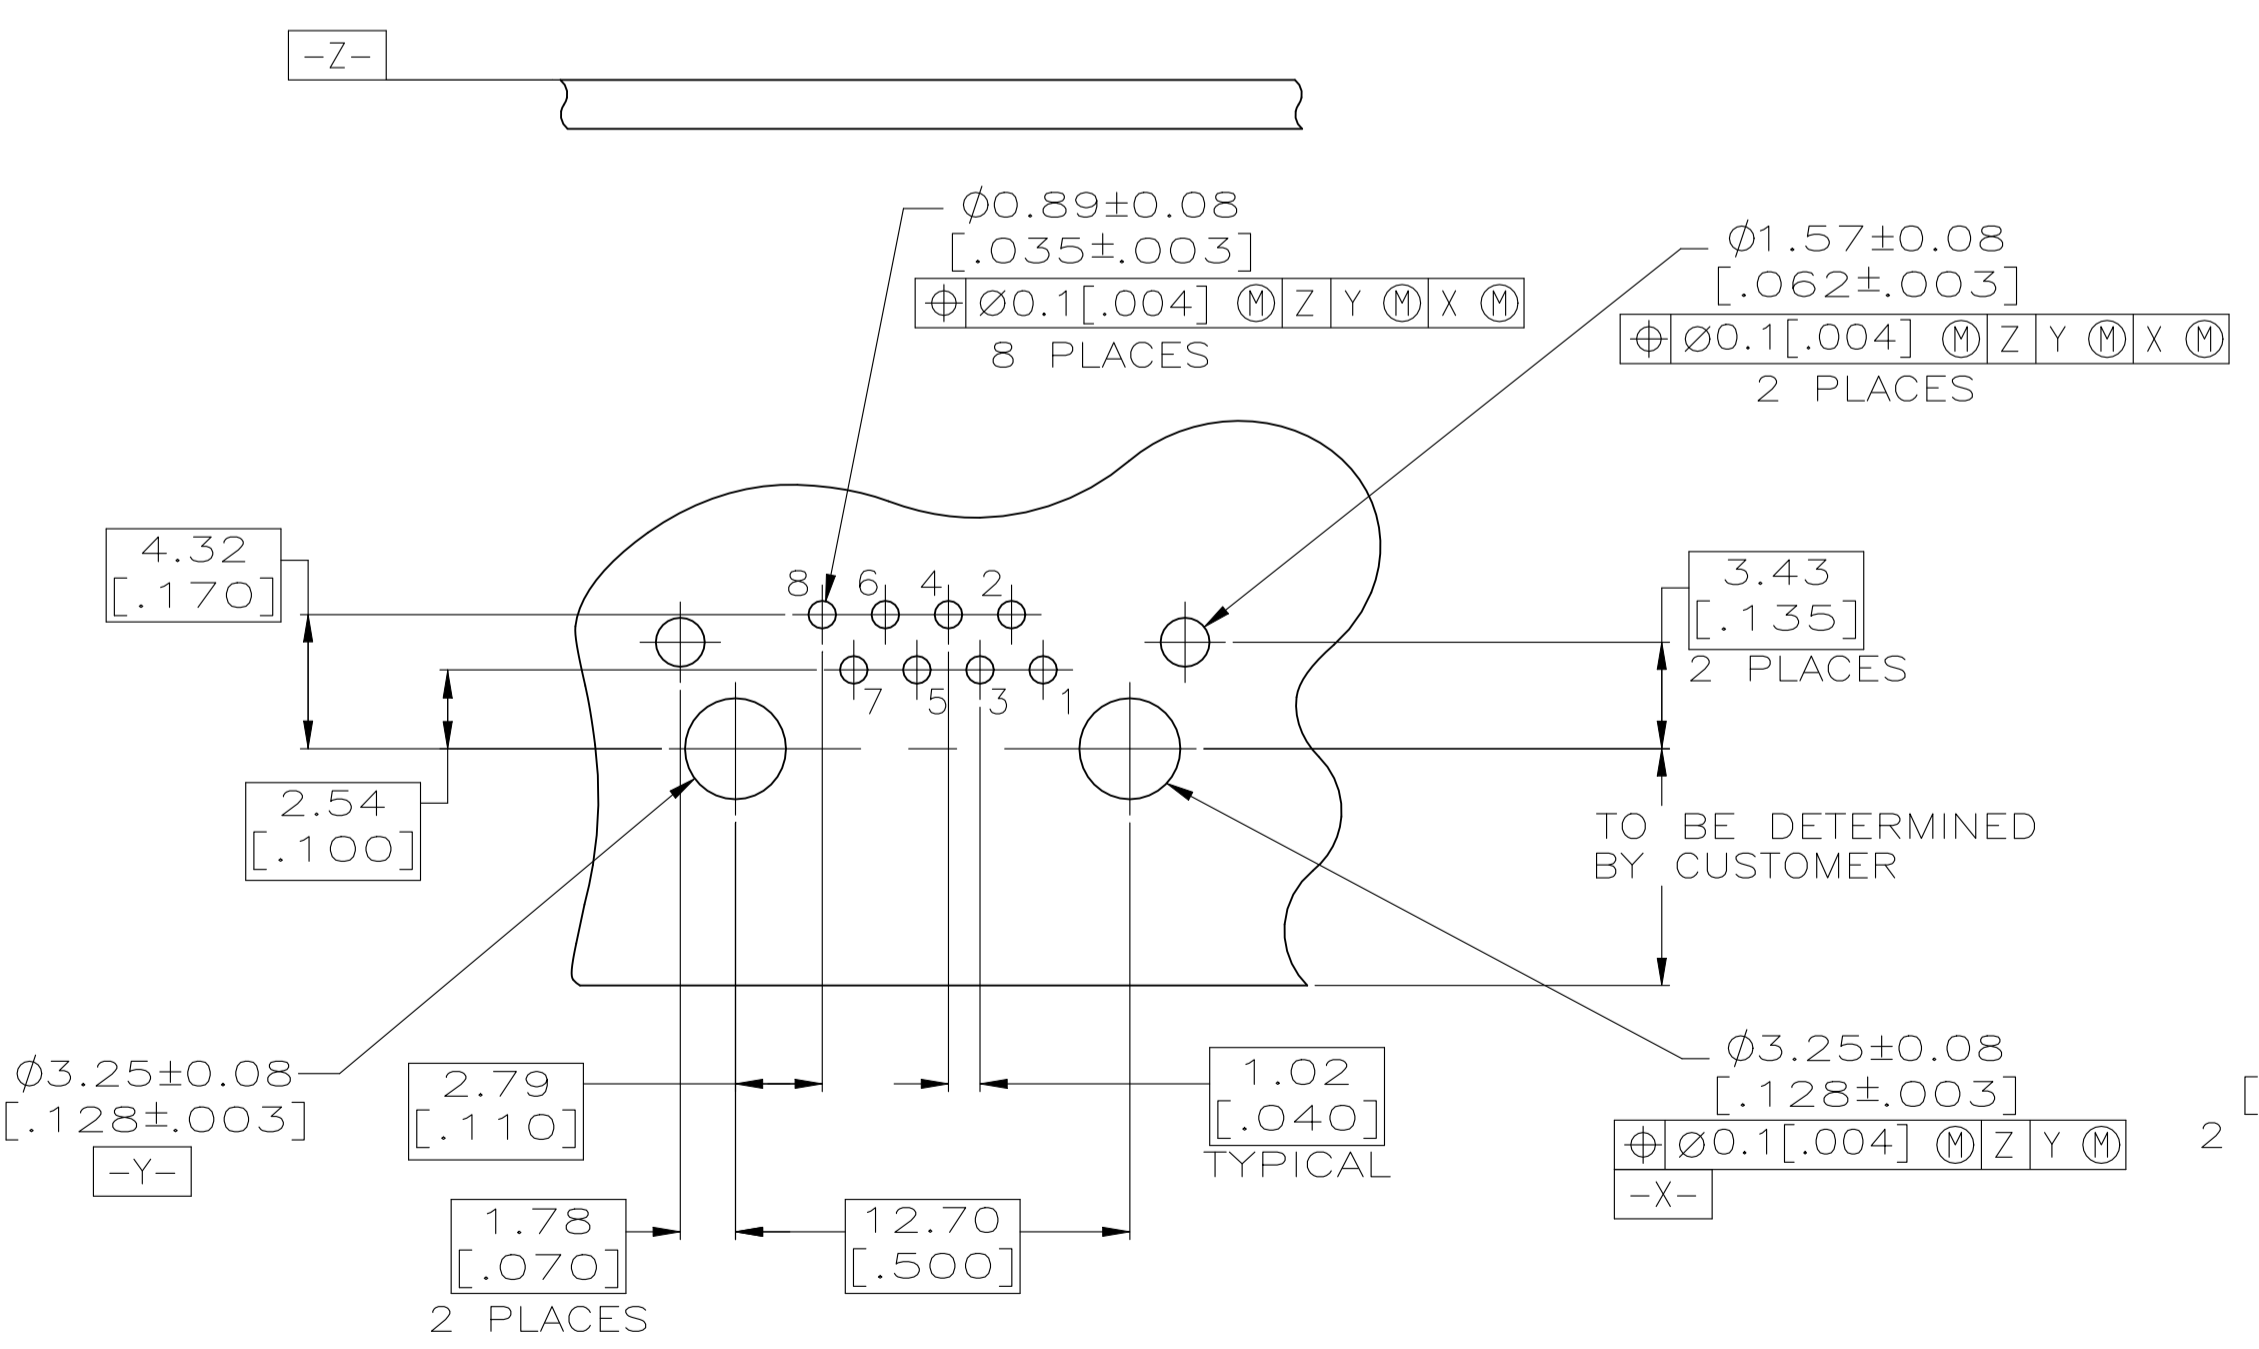 -Z-
Ø0.89±0.08
[.035±.003]
⌖ Ø0.1[.004] Ⓜ Z Y Ⓜ X Ⓜ
8 PLACES
Ø1.57±0.08
[.062±.003]
⌖ Ø0.1[.004] Ⓜ Z Y Ⓜ X Ⓜ
2 PLACES
4.32
[.170]
8 6 4 2
3.43
[.135]
2 PLACES
7 5 3 1
2.54
[.100]
TO BE DETERMINED
BY CUSTOMER
Ø3.25±0.08
[.128±.003]
-Y-
2.79
[.110]
1.02
[.040]
TYPICAL
Ø3.25±0.08
[.128±.003]
⌖ Ø0.1[.004] Ⓜ Z Y Ⓜ
-X-
[
2
1.78
[.070]
2 PLACES
12.70
[.500]